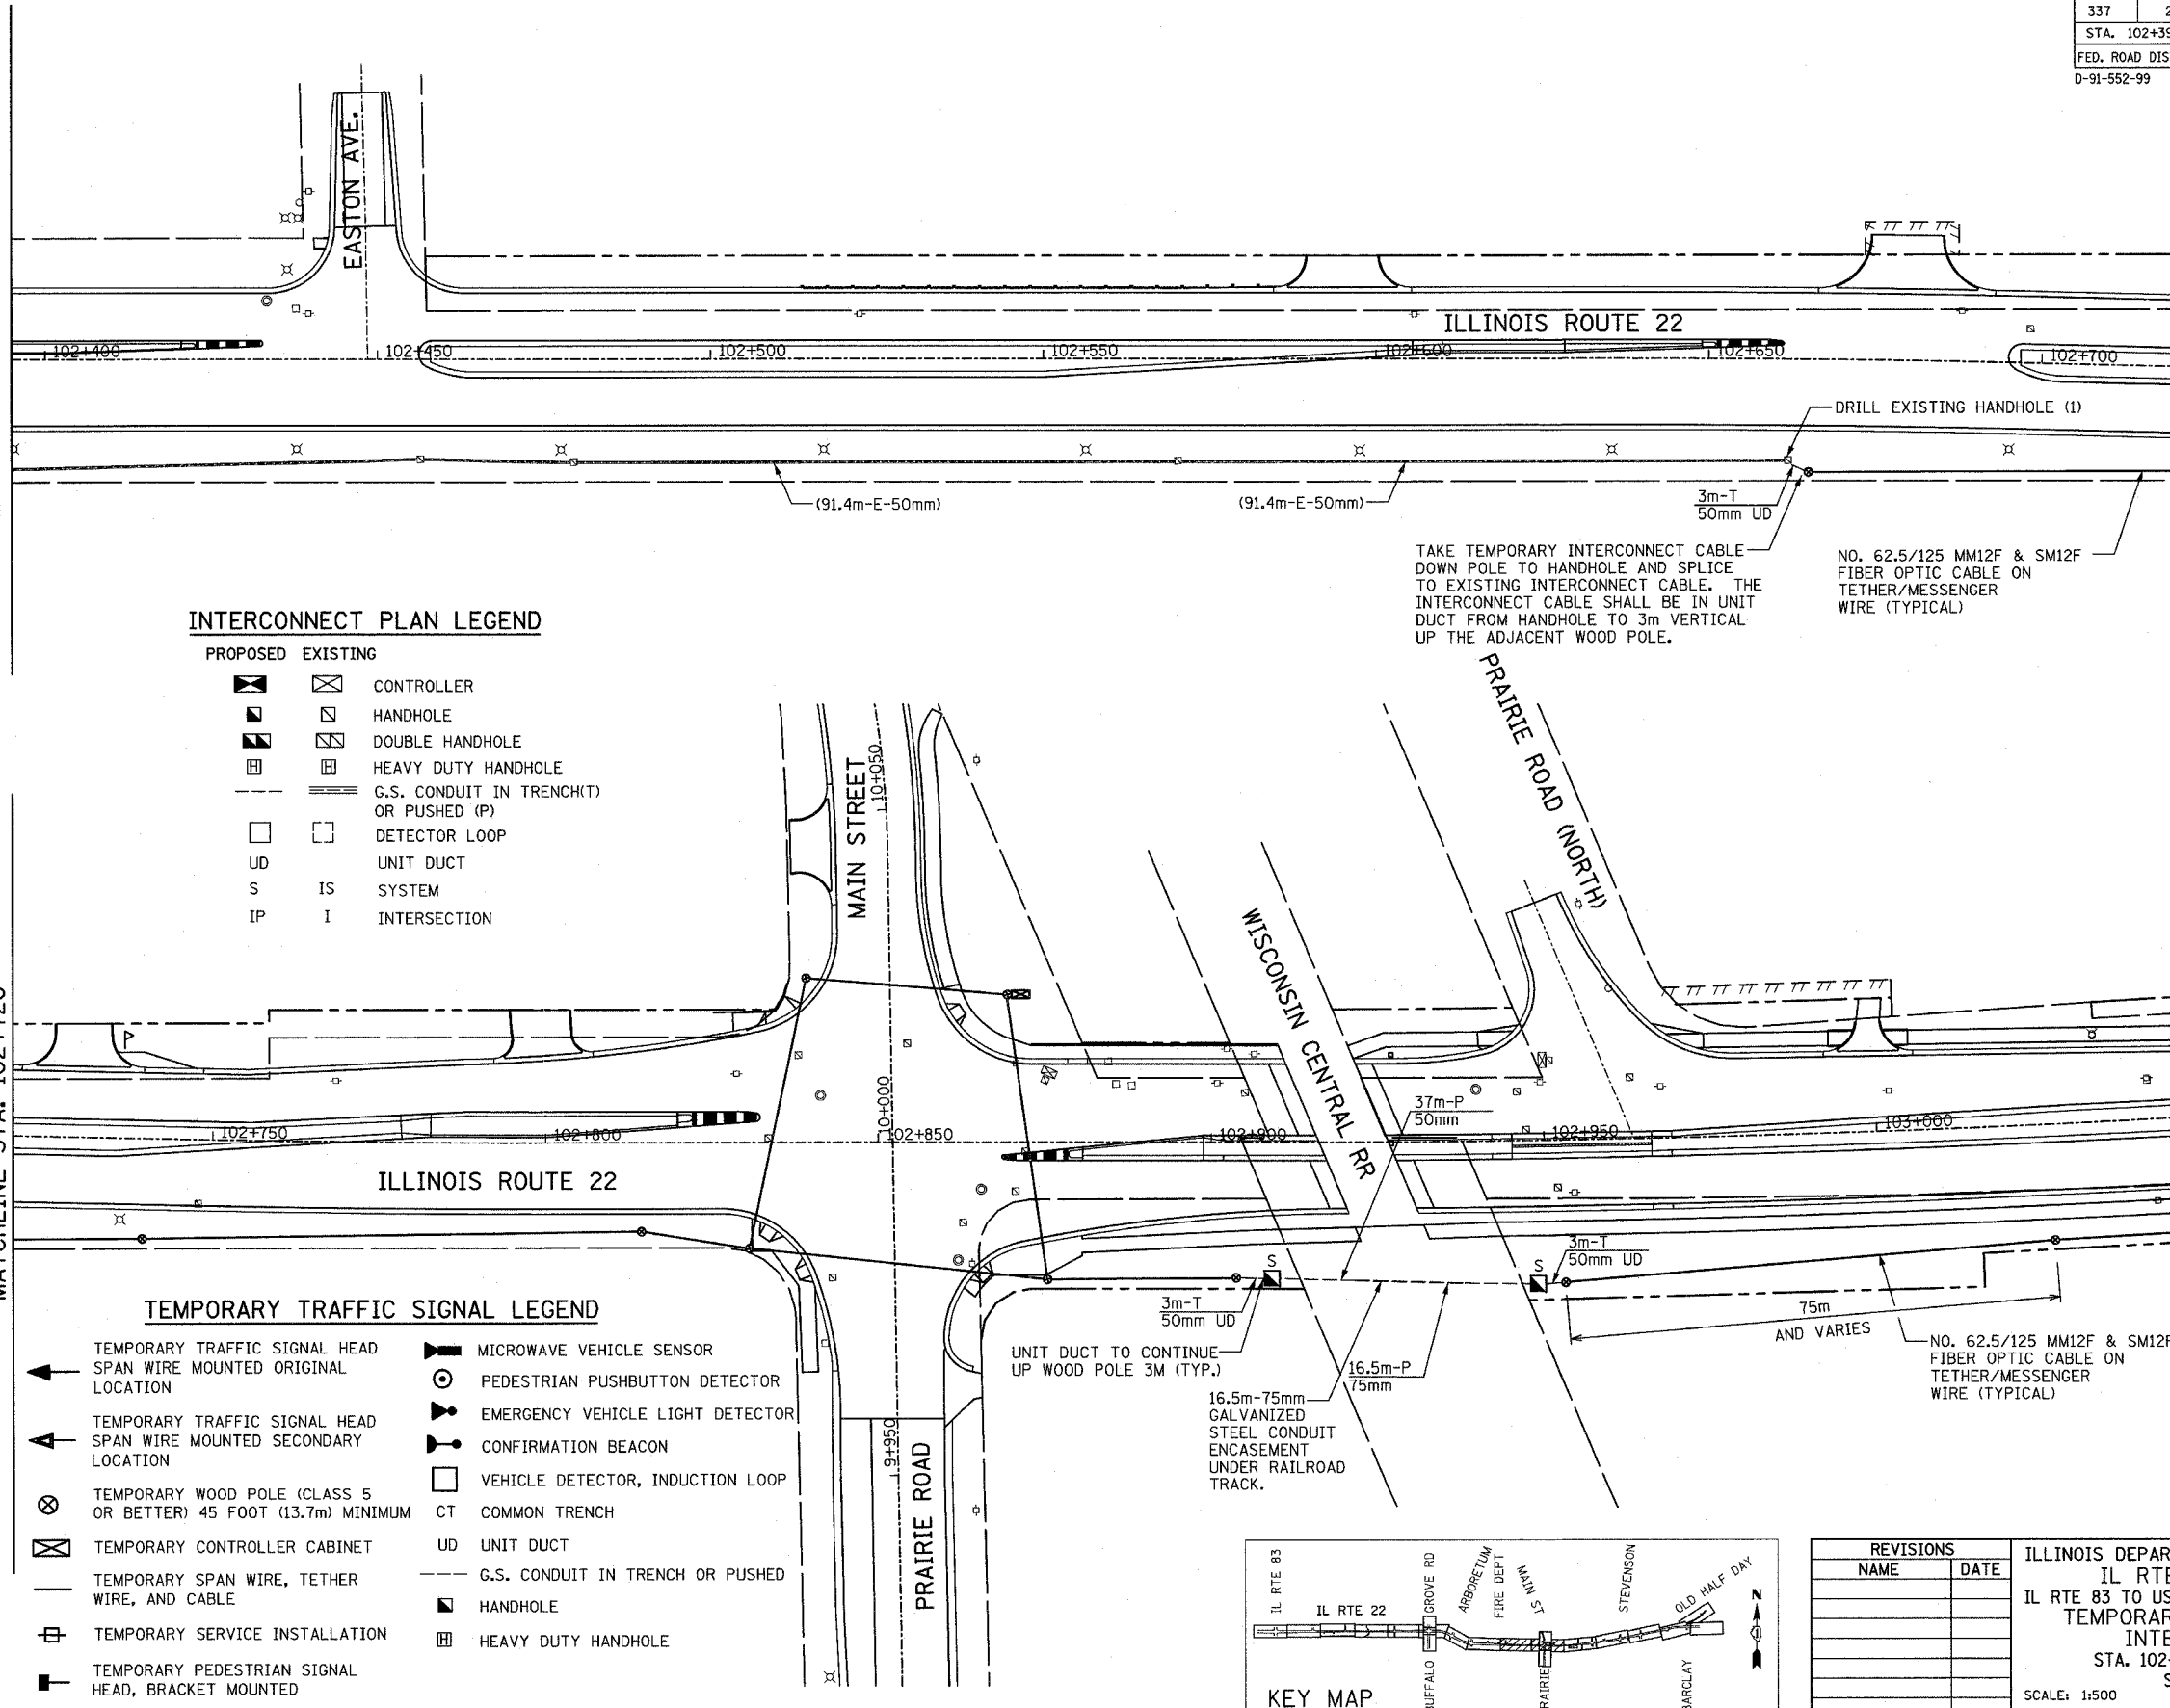 337
STA. 102+39
FED. ROAD DIS
D-91-552-99
EASTON AVE.
ILLINOIS ROUTE 22
102+400
102+450
102+500
102+550
102+600
102+650
102+700
DRILL EXISTING HANDHOLE (1)
(91.4m-E-50mm)
(91.4m-E-50mm)
3m-T
50mm UD
TAKE TEMPORARY INTERCONNECT CABLE
DOWN POLE TO HANDHOLE AND SPLICE
TO EXISTING INTERCONNECT CABLE. THE
INTERCONNECT CABLE SHALL BE IN UNIT
DUCT FROM HANDHOLE TO 3m VERTICAL
UP THE ADJACENT WOOD POLE.
NO. 62.5/125 MM12F & SM12F
FIBER OPTIC CABLE ON
TETHER/MESSENGER
WIRE (TYPICAL)
INTERCONNECT PLAN LEGEND
PROPOSED EXISTING
CONTROLLER
HANDHOLE
DOUBLE HANDHOLE
H H HEAVY DUTY HANDHOLE
G.S. CONDUIT IN TRENCH(T)
OR PUSHED (P)
DETECTOR LOOP
UD UNIT DUCT
S IS SYSTEM
IP I INTERSECTION
MAIN STREET
10+050
PRAIRIE ROAD (NORTH)
WISCONSIN CENTRAL RR
10+000
37m-P
50mm
102+750
102+800
102+850
102+900
102+950
103+000
ILLINOIS ROUTE 22
S
S
3m-T
50mm UD
3m-T
50mm UD
75m
AND VARIES
UNIT DUCT TO CONTINUE
UP WOOD POLE 3M (TYP.)
16.5m-P
75mm
16.5m-75mm
GALVANIZED
STEEL CONDUIT
ENCASEMENT
UNDER RAILROAD
TRACK.
NO. 62.5/125 MM12F & SM12F
FIBER OPTIC CABLE ON
TETHER/MESSENGER
WIRE (TYPICAL)
9+950
PRAIRIE ROAD
TEMPORARY TRAFFIC SIGNAL LEGEND
TEMPORARY TRAFFIC SIGNAL HEAD
SPAN WIRE MOUNTED ORIGINAL
LOCATION
TEMPORARY TRAFFIC SIGNAL HEAD
SPAN WIRE MOUNTED SECONDARY
LOCATION
TEMPORARY WOOD POLE (CLASS 5
OR BETTER) 45 FOOT (13.7m) MINIMUM
TEMPORARY CONTROLLER CABINET
TEMPORARY SPAN WIRE, TETHER
WIRE, AND CABLE
TEMPORARY SERVICE INSTALLATION
TEMPORARY PEDESTRIAN SIGNAL
HEAD, BRACKET MOUNTED
MICROWAVE VEHICLE SENSOR
PEDESTRIAN PUSHBUTTON DETECTOR
EMERGENCY VEHICLE LIGHT DETECTOR
CONFIRMATION BEACON
VEHICLE DETECTOR, INDUCTION LOOP
CT COMMON TRENCH
UD UNIT DUCT
G.S. CONDUIT IN TRENCH OR PUSHED
HANDHOLE
H HEAVY DUTY HANDHOLE
IL RTE 83
IL RTE 22
GROVE RD
ARBORETUM
FIRE DEPT
MAIN ST
STEVENSON
OLD HALF DAY
N
PRAIRIE
BARCLAY
KEY MAP
REVISIONS
NAME DATE
ILLINOIS DEPAR
IL RTE
IL RTE 83 TO US
TEMPORAR
INTE
STA. 102
SCALE: 1:500